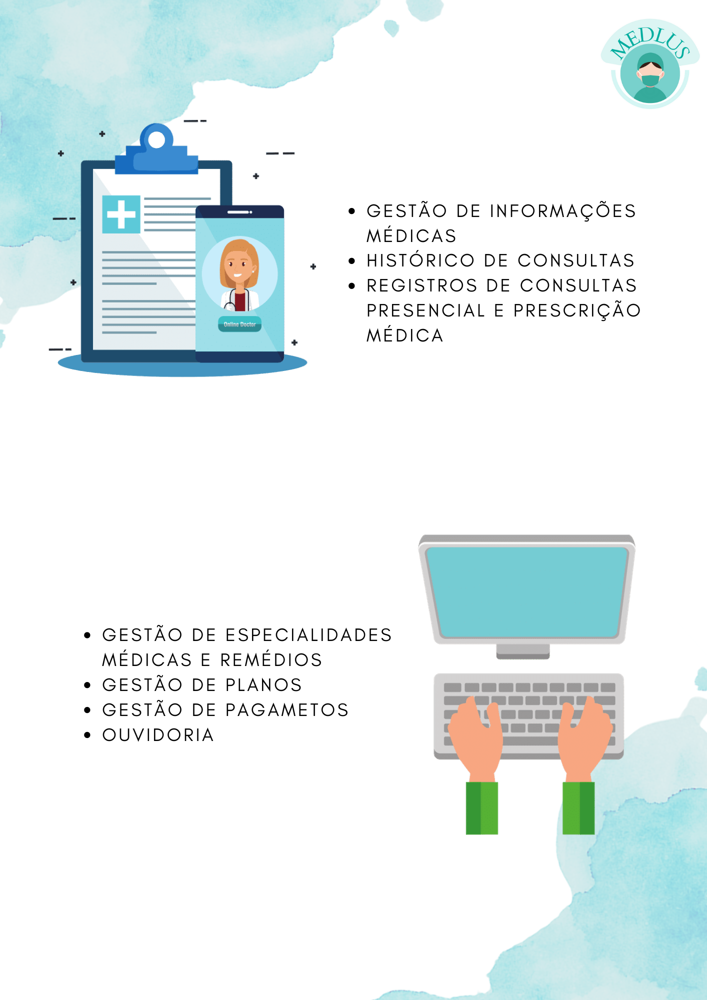 MEDLUS
• GESTÃO DE INFORMAÇÕES
MÉDICAS
• HISTÓRICO DE CONSULTAS
• REGISTROS DE CONSULTAS
PRESENCIAL E PRESCRIÇÃO
MÉDICA
Online Doctor
• GESTÃO DE ESPECIALIDADES
MÉDICAS E REMÉDIOS
• GESTÃO DE PLANOS
• GESTÃO DE PAGAMETOS
• OUVIDORIA